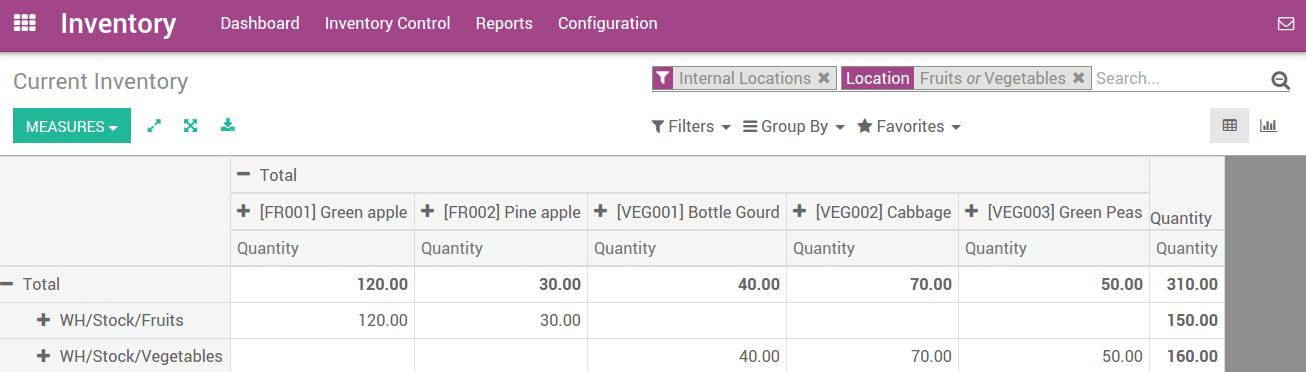 Inventory Dashboard Inventory Control Reports Configuration
Current Inventory Internal Locations Location Fruits or Vegetables Search...
MEASURES Filters Group By Favorites
Total
[FR001] Green apple [FR002] Pine apple [VEG001] Bottle Gourd [VEG002] Cabbage [VEG003] Green Peas Quantity
Quantity Quantity Quantity Quantity Quantity Quantity
Total 120.00 30.00 40.00 70.00 50.00 310.00
WH/Stock/Fruits 120.00 30.00 150.00
WH/Stock/Vegetables 40.00 70.00 50.00 160.00